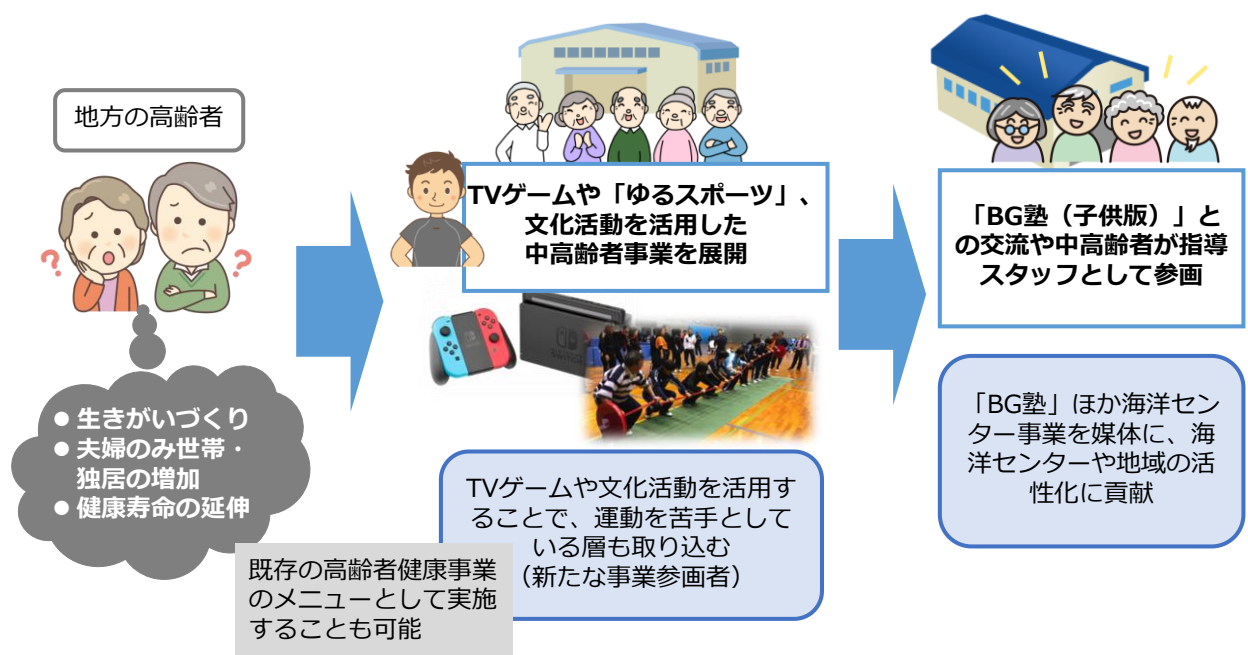 地方の高齢者
? ?
● 生きがいづくり
● 夫婦のみ世帯・
独居の増加
● 健康寿命の延伸
TVゲームや「ゆるスポーツ」、
文化活動を活用した
中高齢者事業を展開
TVゲームや文化活動を活用す
ることで、運動を苦手として
いる層も取り込む
（新たな事業参画者）
既存の高齢者健康事業
のメニューとして実施
することも可能
「BG塾（子供版）」と
の交流や中高齢者が指導
スタッフとして参画
「BG塾」ほか海洋セン
ター事業を媒体に、海
洋センターや地域の活
性化に貢献